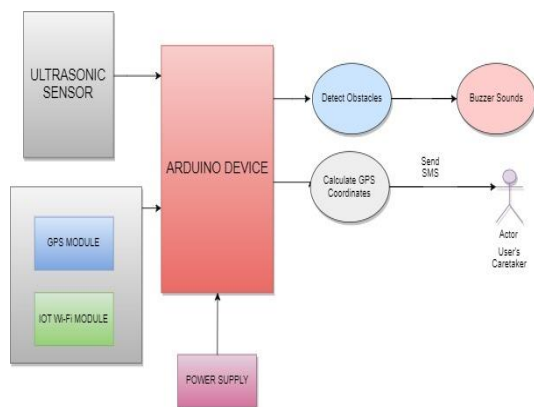 ULTRASONIC
SENSOR
ARDUINO DEVICE
Detect Obstacles
Buzzer Sounds
Calculate GPS
Coordinates
Send
SMS
Actor
User's
Caretaker
GPS MODULE
IOT Wi-Fi MODULE
POWER SUPPLY